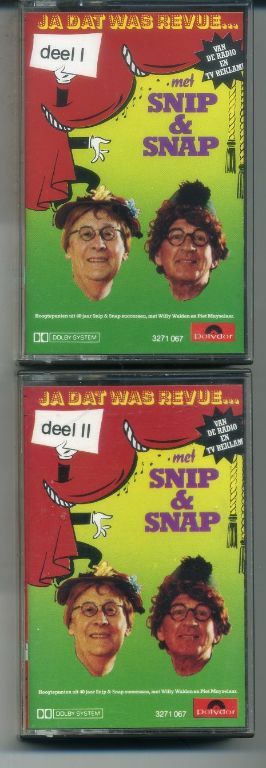 JA DAT WAS REVUE...
deel I
VAN
DE RADIO
EN
TV REKLAME
met
SNIP
&
SNAP
Hoogtepunten uit 40 jaar Snip & Snap successen, met Willy Walden en Piet Muyselaar.
DOLBY SYSTEM
3271 067
Polydor
JA DAT WAS REVUE...
deel II
VAN
DE RADIO
EN
TV REKLAME
met
SNIP
&
SNAP
Hoogtepunten uit 40 jaar Snip & Snap successen, met Willy Walden en Piet Muyselaar.
DOLBY SYSTEM
3271 067
Polydor